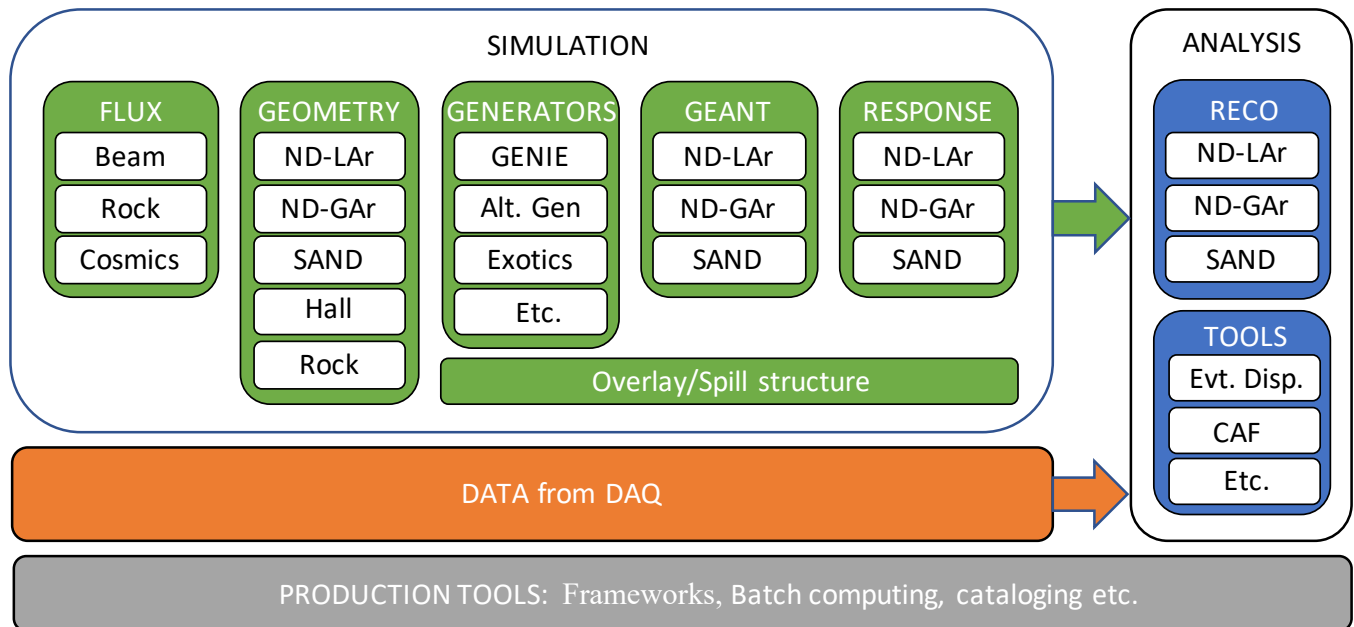 SIMULATION
FLUX
Beam
Rock
Cosmics
GEOMETRY
ND-LAr
ND-GAr
SAND
Hall
Rock
GENERATORS
GENIE
Alt. Gen
Exotics
Etc.
GEANT
ND-LAr
ND-GAr
SAND
RESPONSE
ND-LAr
ND-GAr
SAND
Overlay/Spill structure
ANALYSIS
RECO
ND-LAr
ND-GAr
SAND
TOOLS
Evt. Disp.
CAF
Etc.
DATA from DAQ
PRODUCTION TOOLS: Frameworks, Batch computing, cataloging etc.